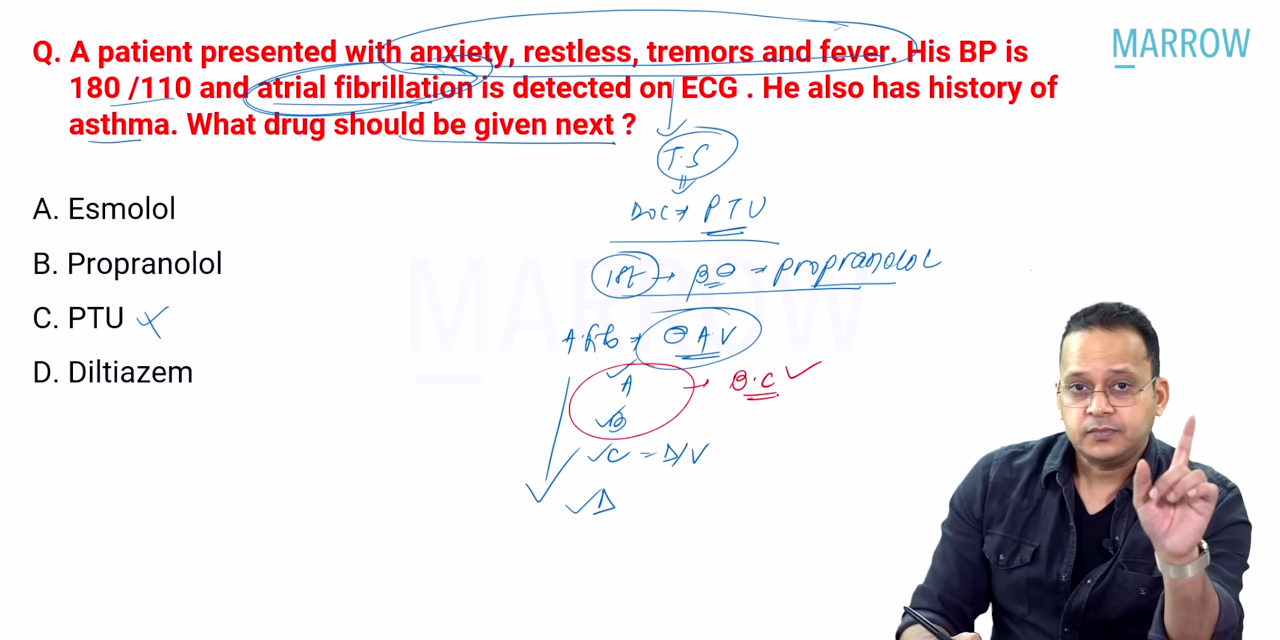 MARROW
Q. A patient presented with anxiety, restless, tremors and fever. His BP is
180 /110 and atrial fibrillation is detected on ECG . He also has history of
asthma. What drug should be given next ?
T.S
A. Esmolol
DOC → PTU
B. Propranolol
1st → β⊖ → propranolol
MARROW
C. PTU ×
A.fib → ⊖ AV
D. Diltiazem
A → B.C ✓
✓B
✓C = D/V
✓D